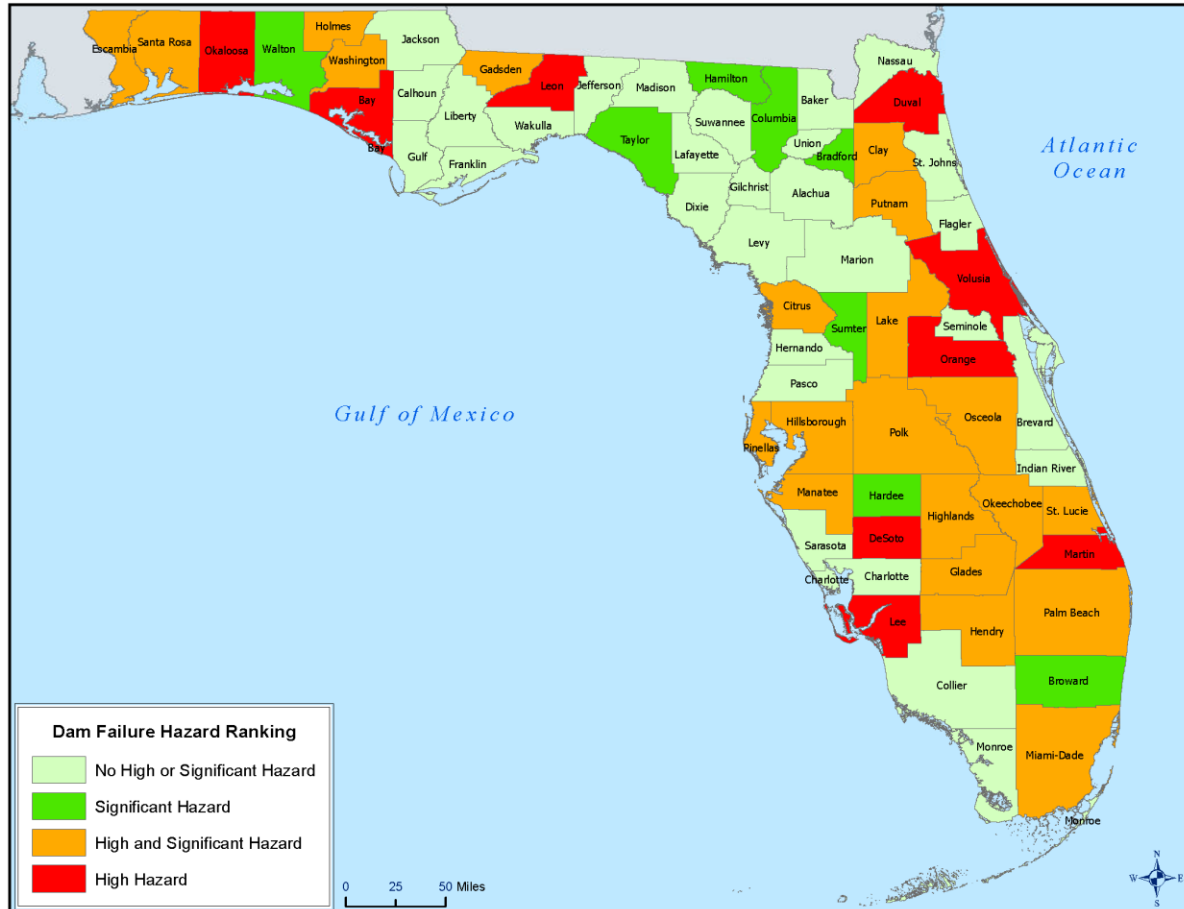 Escambia
Santa Rosa
Okaloosa
Walton
Holmes
Washington
Jackson
Bay
Bay
Calhoun
Gulf
Liberty
Franklin
Gadsden
Leon
Wakulla
Jefferson
Madison
Taylor
Hamilton
Suwannee
Lafayette
Columbia
Dixie
Gilchrist
Baker
Union
Bradford
Alachua
Levy
Nassau
Duval
Clay
St. Johns
Putnam
Flagler
Marion
Volusia
Atlantic
Ocean
Citrus
Sumter
Lake
Seminole
Orange
Hernando
Pasco
Gulf of Mexico
Pinellas
Hillsborough
Polk
Osceola
Brevard
Indian River
Manatee
Hardee
Highlands
Okeechobee
St. Lucie
Sarasota
DeSoto
Martin
Charlotte
Charlotte
Glades
Lee
Hendry
Palm Beach
Collier
Broward
Monroe
Miami-Dade
Monroe
Dam Failure Hazard Ranking
No High or Significant Hazard
Significant Hazard
High and Significant Hazard
High Hazard
0 25 50 Miles
N
W E
S